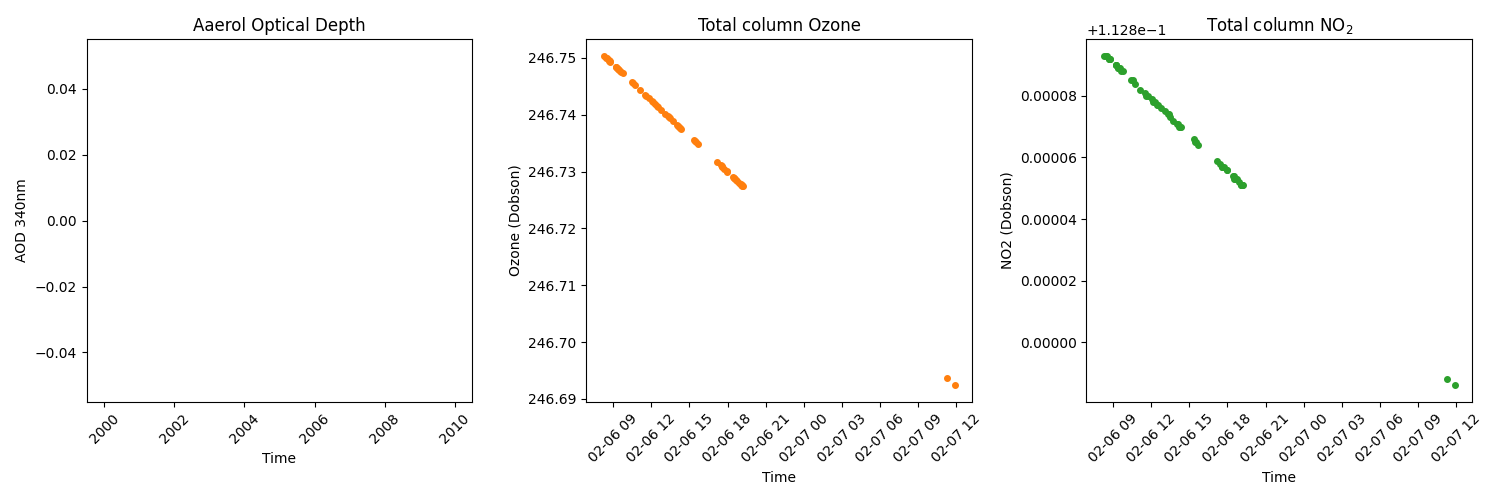 Aaerol Optical Depth
AOD 340nm
0.04
0.02
0.00
−0.02
−0.04
2000 2002 2004 2006 2008 2010
Time
Total column Ozone
Ozone (Dobson)
246.75
246.74
246.73
246.72
246.71
246.70
246.69
02-06 09 02-06 12 02-06 15 02-06 18 02-06 21 02-07 00 02-07 03 02-07 06 02-07 09 02-07 12
Time
Total column NO₂
+1.128e−1
NO2 (Dobson)
0.00008
0.00006
0.00004
0.00002
0.00000
02-06 09 02-06 12 02-06 15 02-06 18 02-06 21 02-07 00 02-07 03 02-07 06 02-07 09 02-07 12
Time